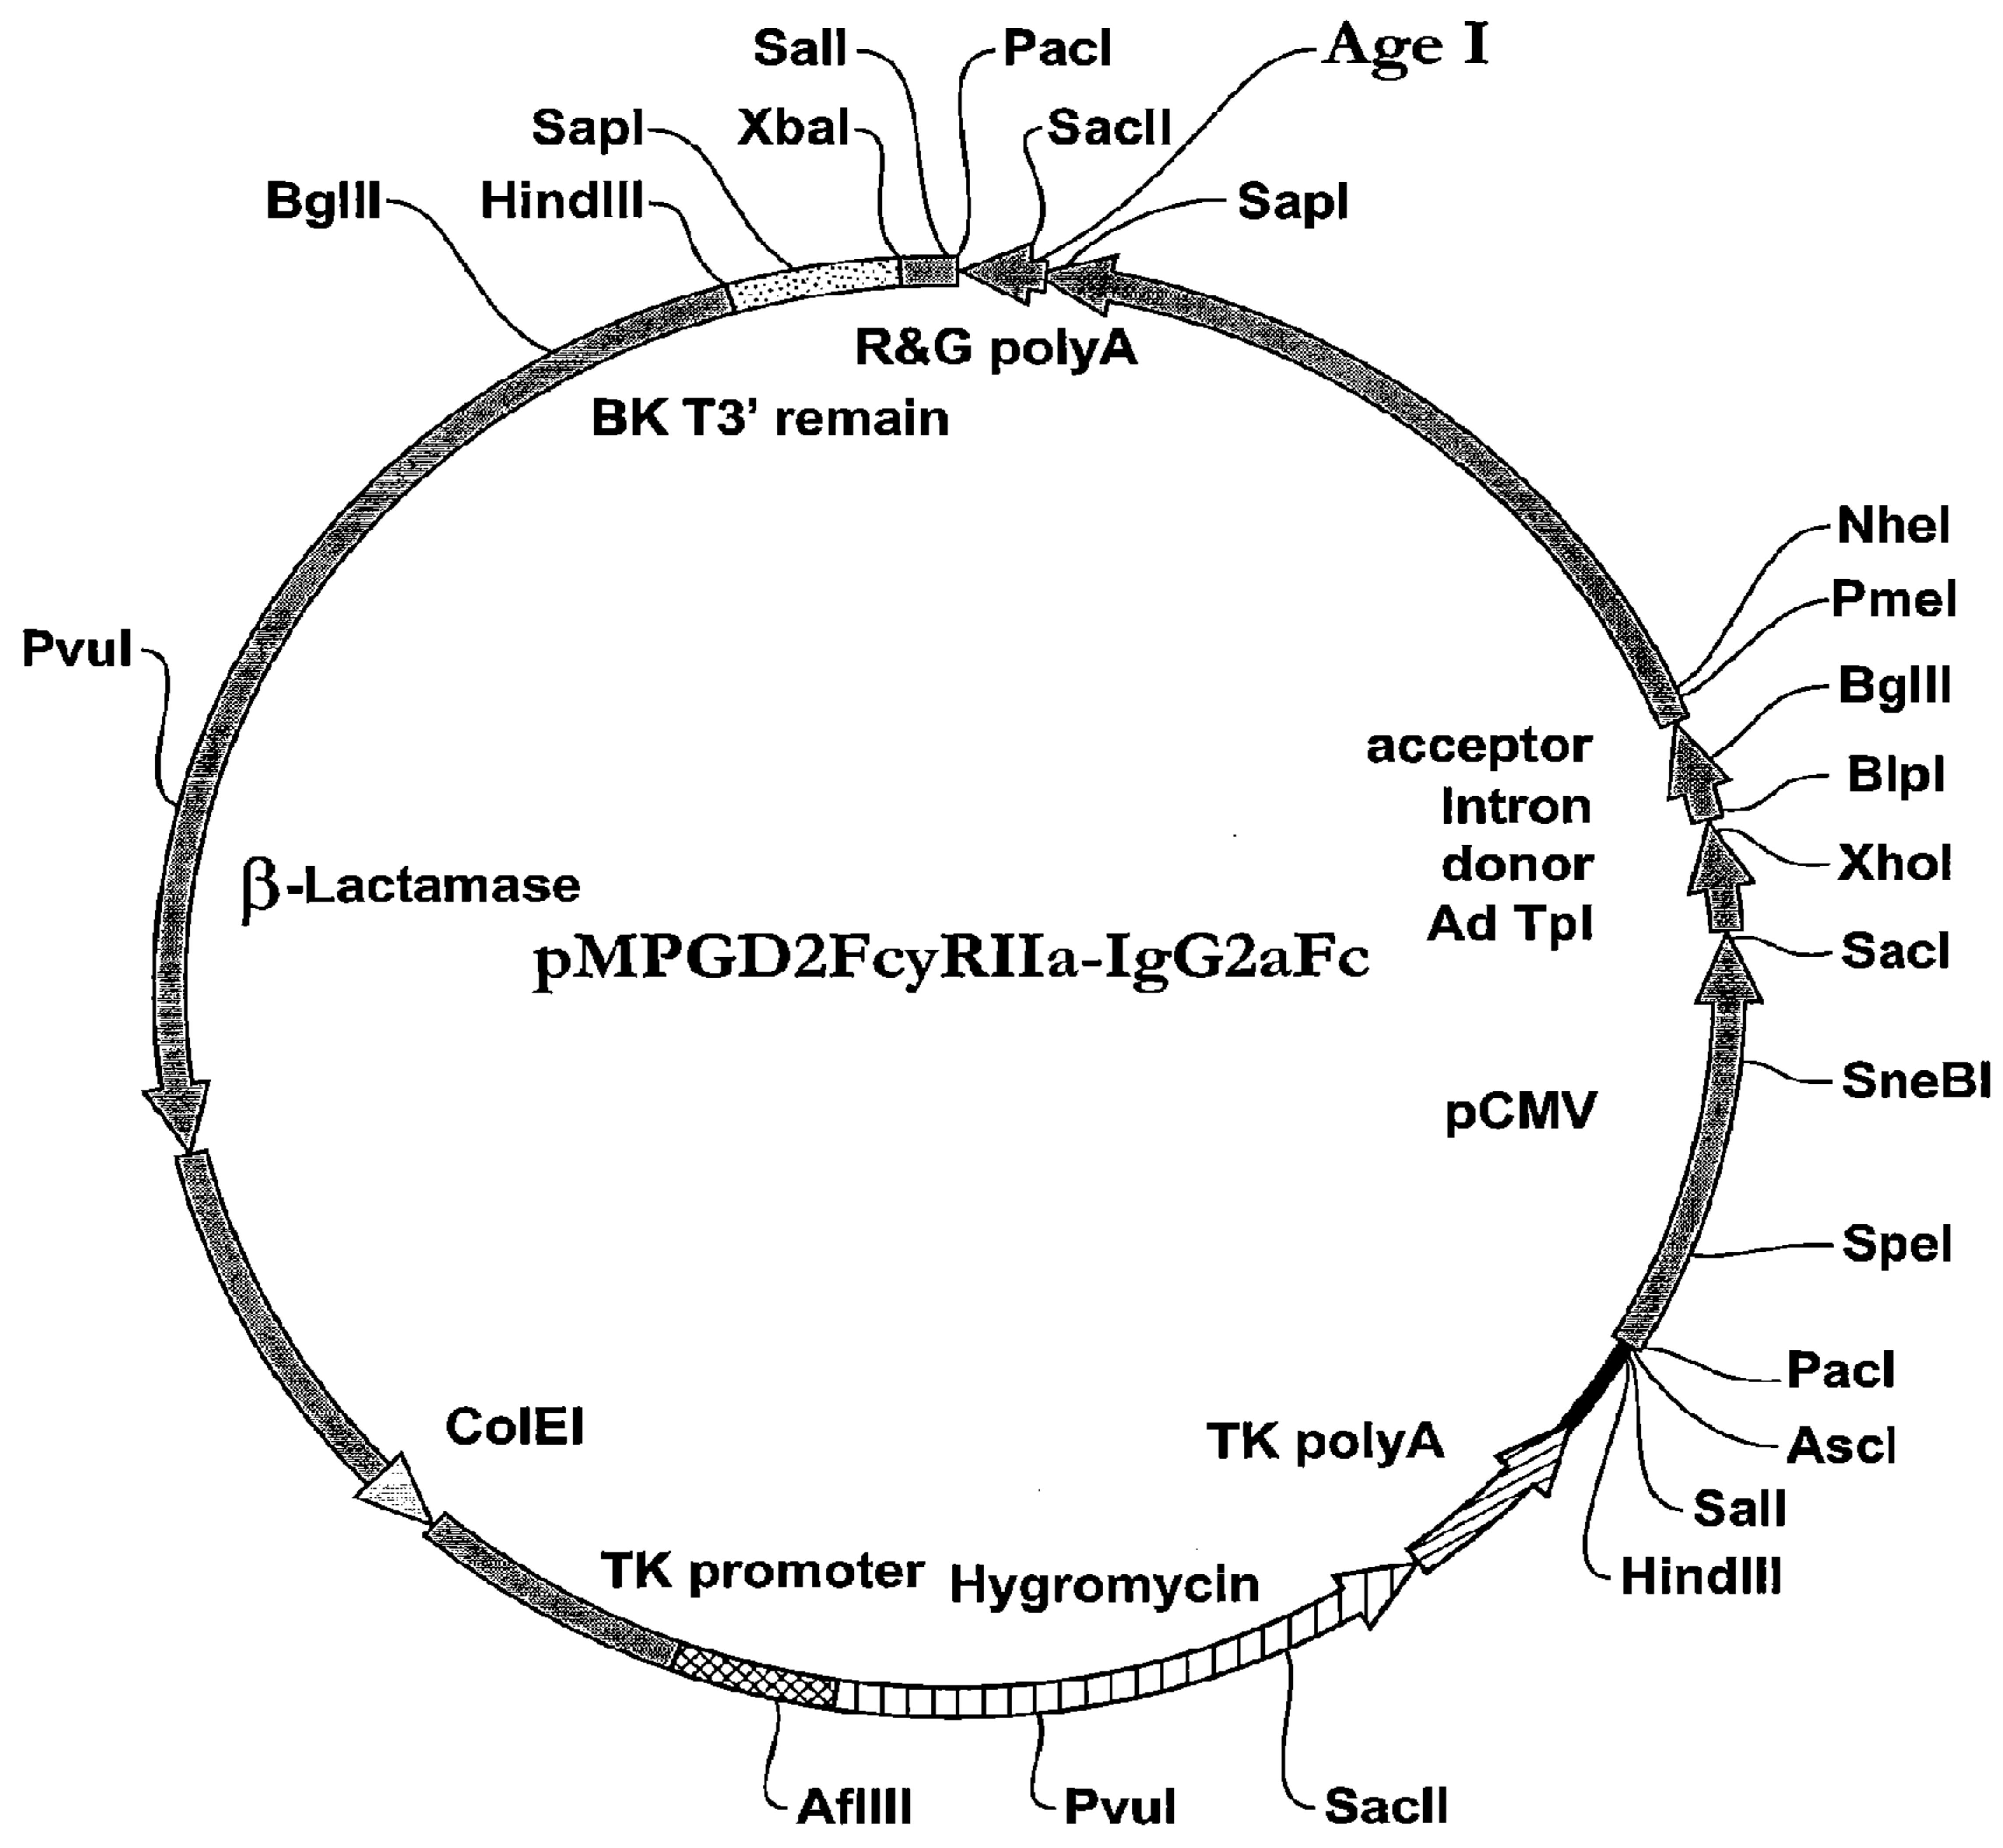 SalI
PacI
Age I
SapI
XbaI
SacII
BglII
HindIII
SapI
R&G polyA
BK T3’ remain
NheI
PmeI
PvuI
BglII
acceptor
BlpI
Intron
donor
XhoI
β-Lactamase
Ad Tpl
pMPGD2FcyRIIa-IgG2aFc
SacI
SneBI
pCMV
SpeI
PacI
ColEI
TK polyA
AscI
SalI
TK promoter
Hygromycin
HindIII
AflIII
PvuI
SacII